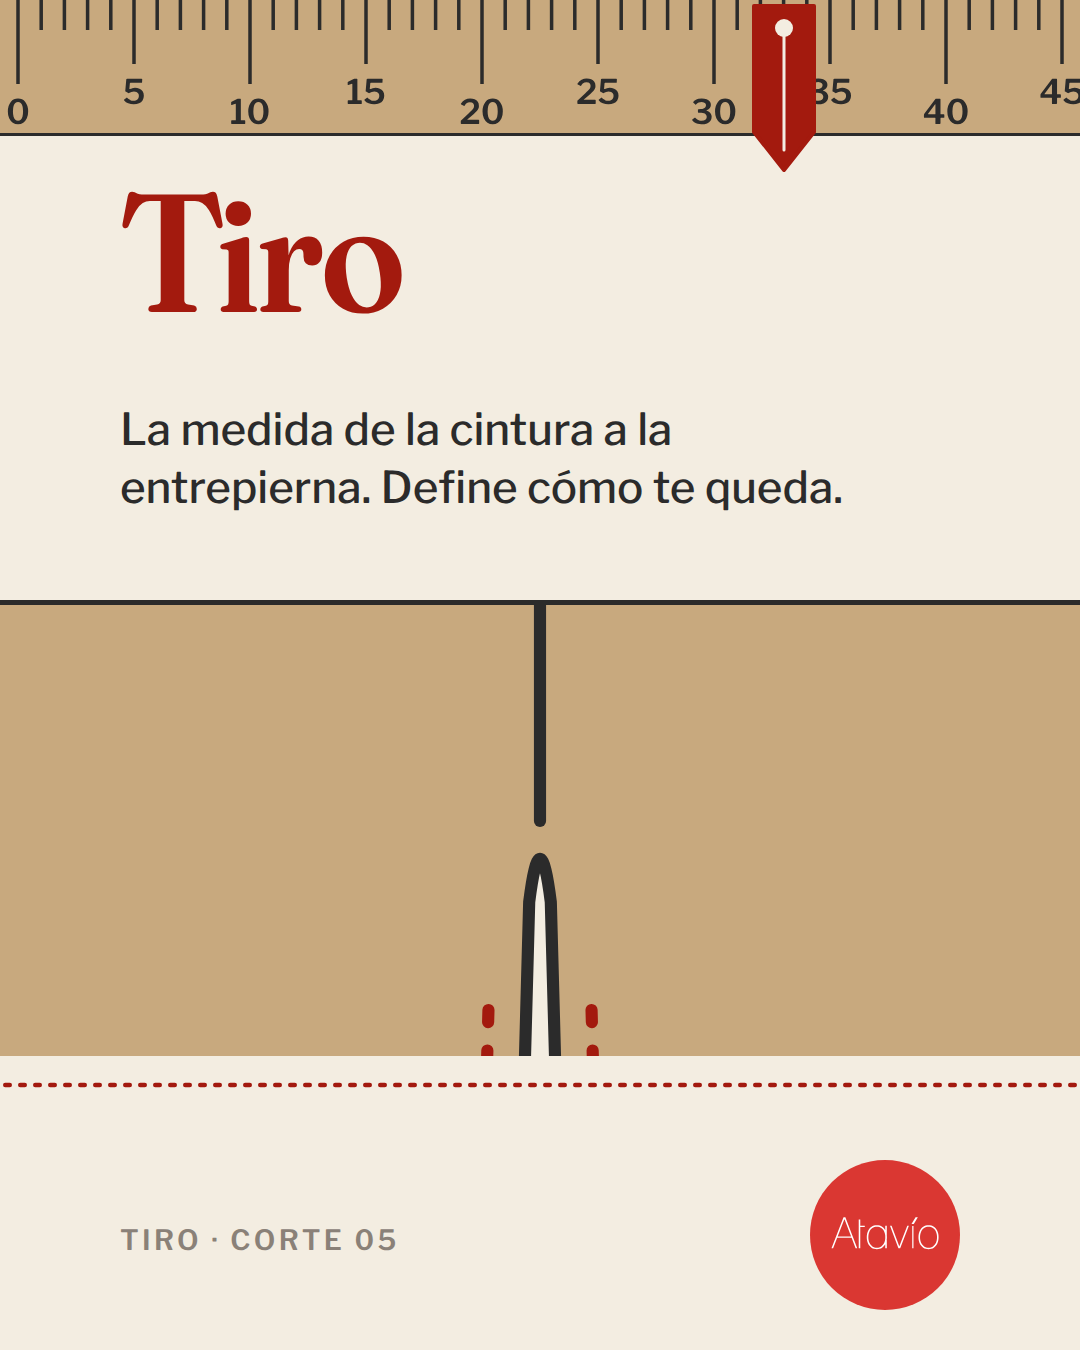 0 5 10 15 20 25 30 35 40 45
Tiro
La medida de la cintura a la
entrepierna. Define cómo te queda.
TIRO · CORTE 05
Atavío